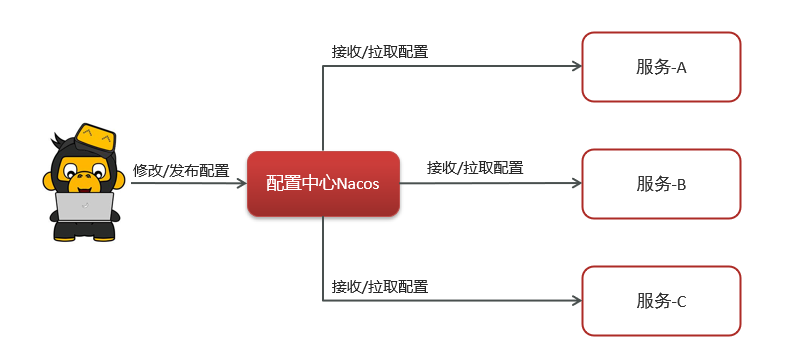 接收/拉取配置
服务-A
修改/发布配置
配置中心Nacos
接收/拉取配置
服务-B
接收/拉取配置
服务-C